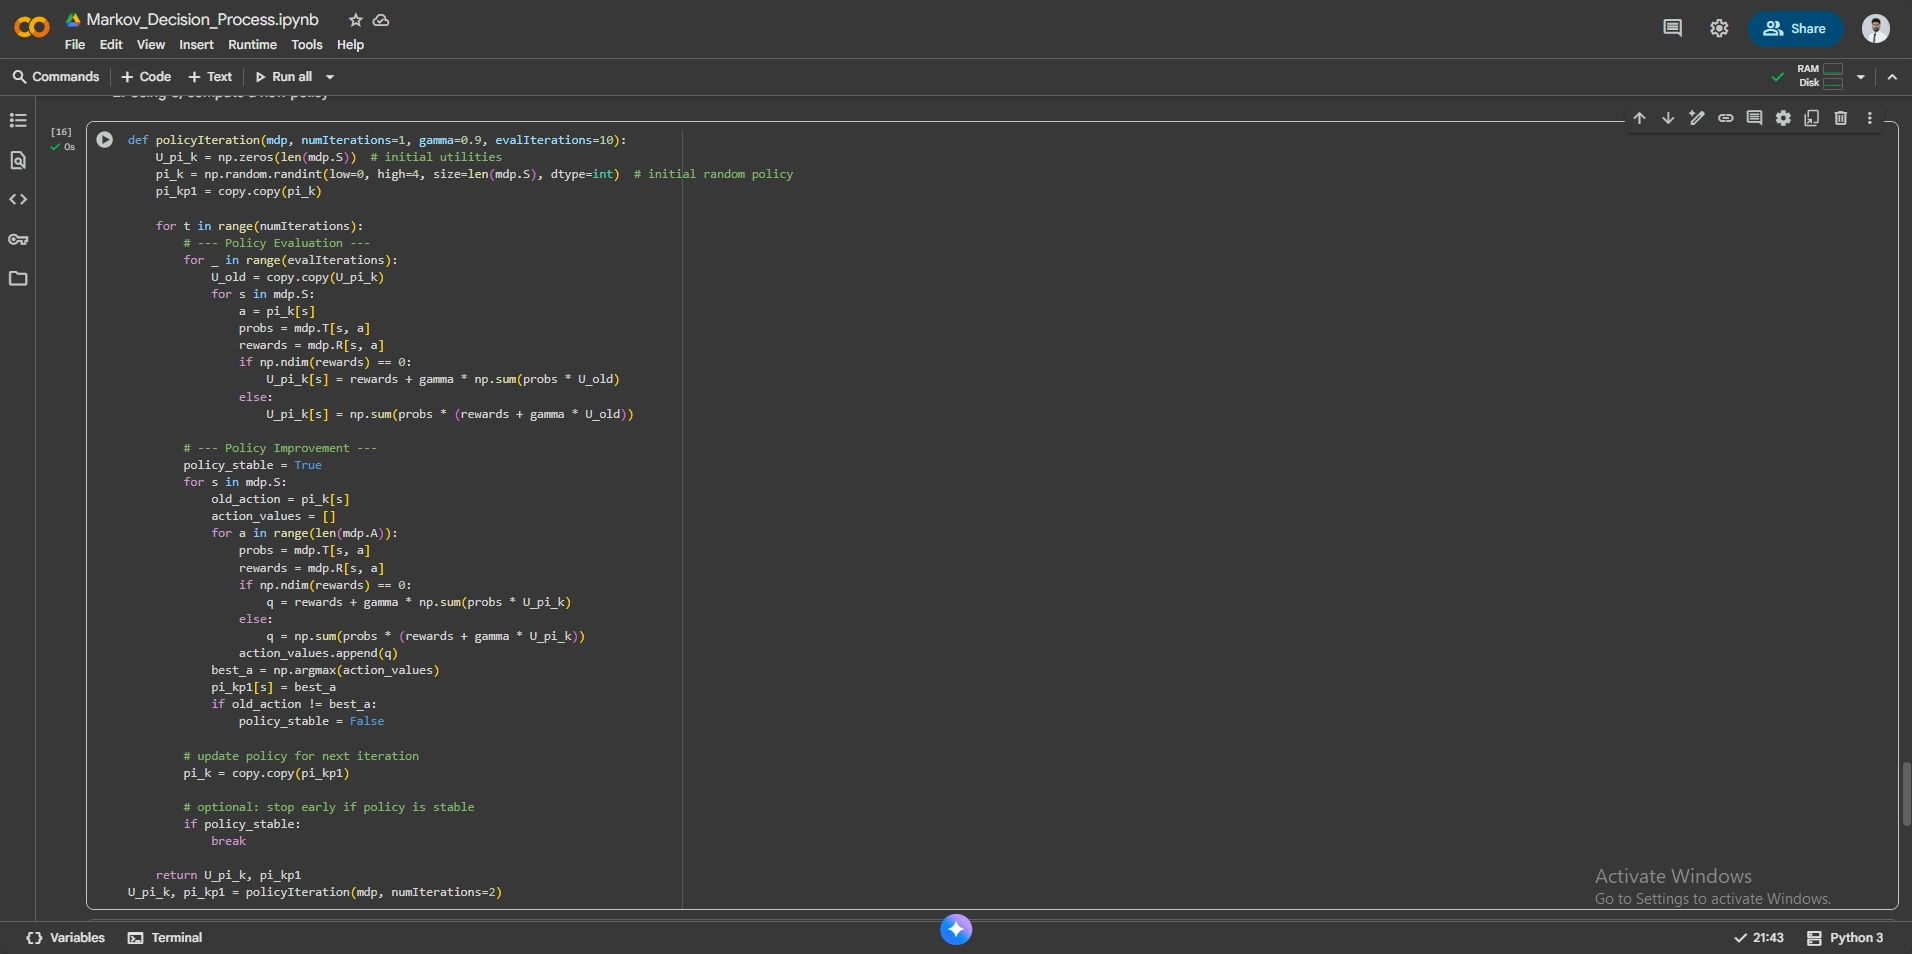 Markov_Decision_Process.ipynb
File Edit View Insert Runtime Tools Help
Share
Commands + Code + Text Run all
RAM
Disk
2. Using U, compute a new policy
[16]
0s
def policyIteration(mdp, numIterations=1, gamma=0.9, evalIterations=10):
    U_pi_k = np.zeros(len(mdp.S))  # initial utilities
    pi_k = np.random.randint(low=0, high=4, size=len(mdp.S), dtype=int)  # initial random policy
    pi_kp1 = copy.copy(pi_k)
    for t in range(numIterations):
        # --- Policy Evaluation ---
        for _ in range(evalIterations):
            U_old = copy.copy(U_pi_k)
            for s in mdp.S:
                a = pi_k[s]
                probs = mdp.T[s, a]
                rewards = mdp.R[s, a]
                if np.ndim(rewards) == 0:
                    U_pi_k[s] = rewards + gamma * np.sum(probs * U_old)
                else:
                    U_pi_k[s] = np.sum(probs * (rewards + gamma * U_old))
        # --- Policy Improvement ---
        policy_stable = True
        for s in mdp.S:
            old_action = pi_k[s]
            action_values = []
            for a in range(len(mdp.A)):
                probs = mdp.T[s, a]
                rewards = mdp.R[s, a]
                if np.ndim(rewards) == 0:
                    q = rewards + gamma * np.sum(probs * U_pi_k)
                else:
                    q = np.sum(probs * (rewards + gamma * U_pi_k))
                action_values.append(q)
            best_a = np.argmax(action_values)
            pi_kp1[s] = best_a
            if old_action != best_a:
                policy_stable = False
        # update policy for next iteration
        pi_k = copy.copy(pi_kp1)
        # optional: stop early if policy is stable
        if policy_stable:
            break
    return U_pi_k, pi_kp1
U_pi_k, pi_kp1 = policyIteration(mdp, numIterations=2)
Activate Windows
Go to Settings to activate Windows.
Variables Terminal
21:43 Python 3